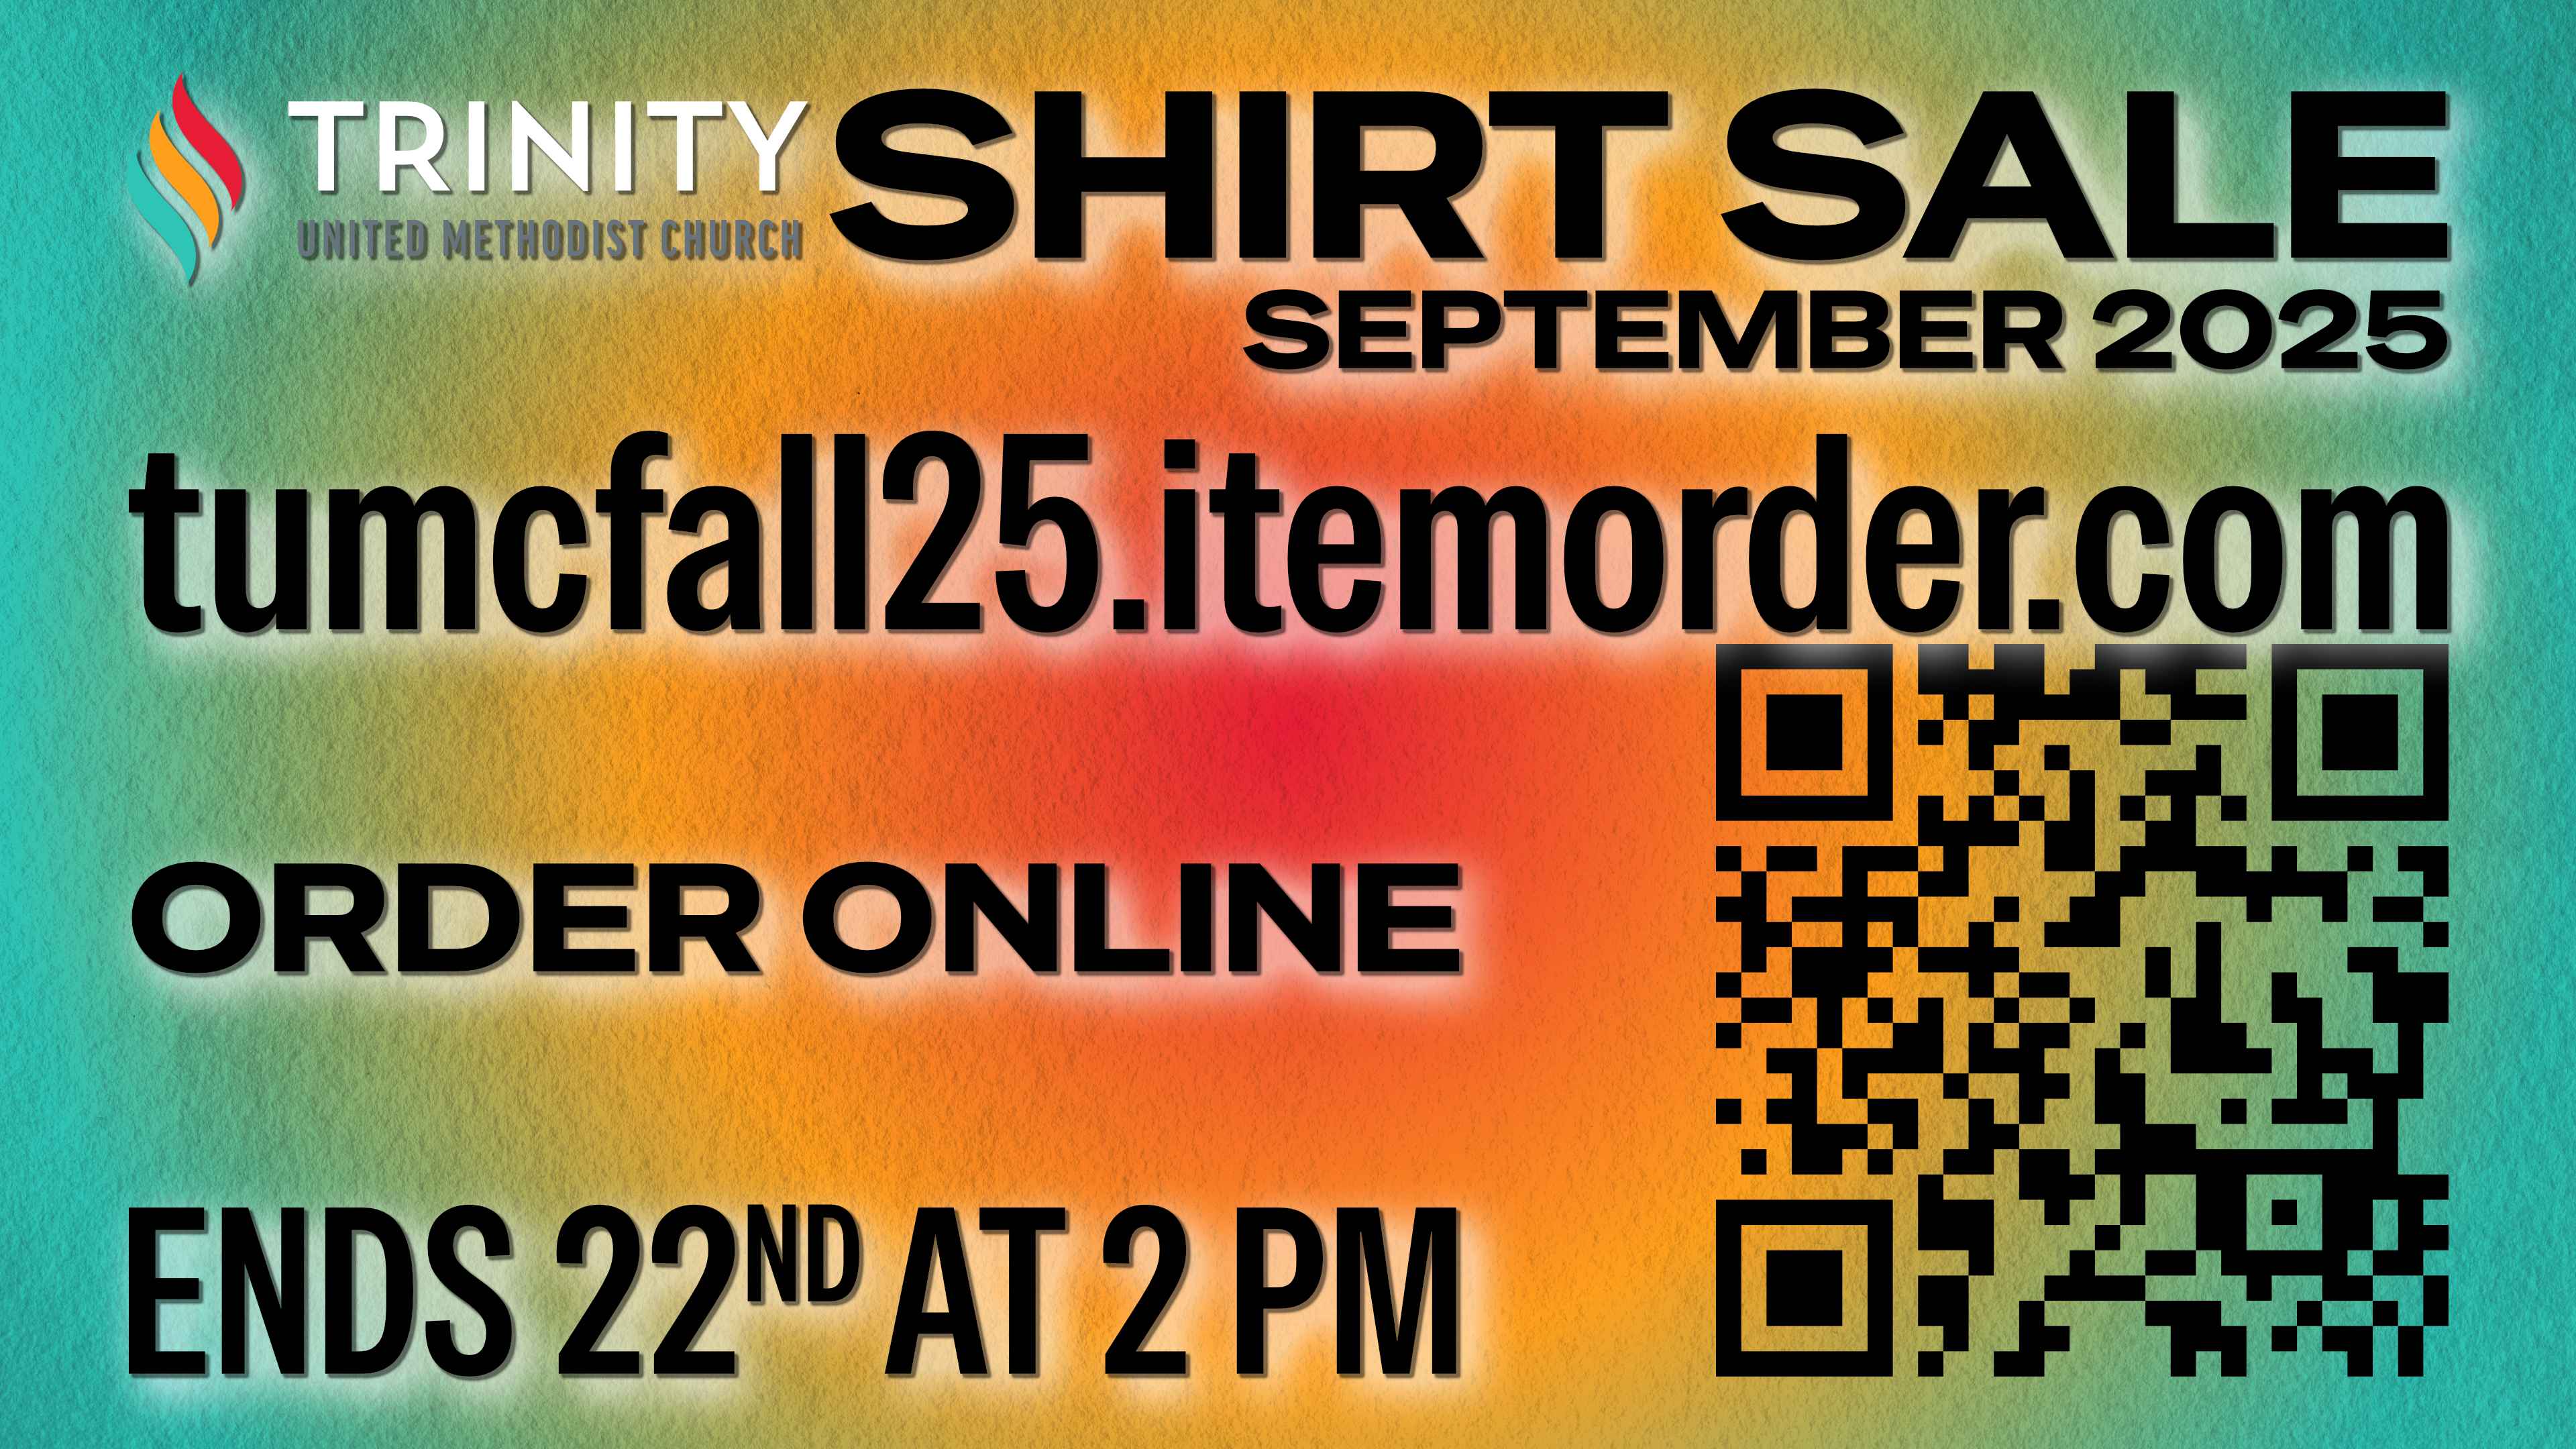 TRINITY
UNITED METHODIST CHURCH
SHIRT SALE
SEPTEMBER 2025
tumcfall25.itemorder.com
ORDER ONLINE
ENDS 22ND AT 2 PM